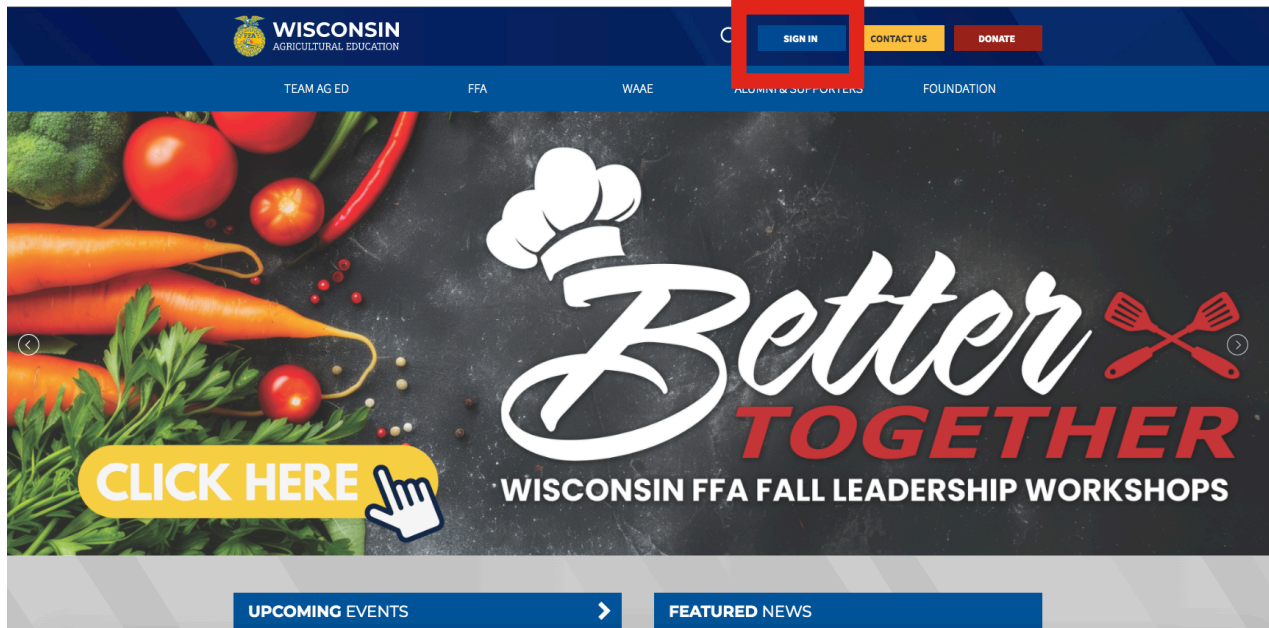 WISCONSIN
AGRICULTURAL EDUCATION
SIGN IN
CONTACT US
DONATE
TEAM AG ED
FFA
WAAE
ALUMNI & SUPPORTERS
FOUNDATION
Better
TOGETHER
CLICK HERE
WISCONSIN FFA FALL LEADERSHIP WORKSHOPS
UPCOMING EVENTS
FEATURED NEWS